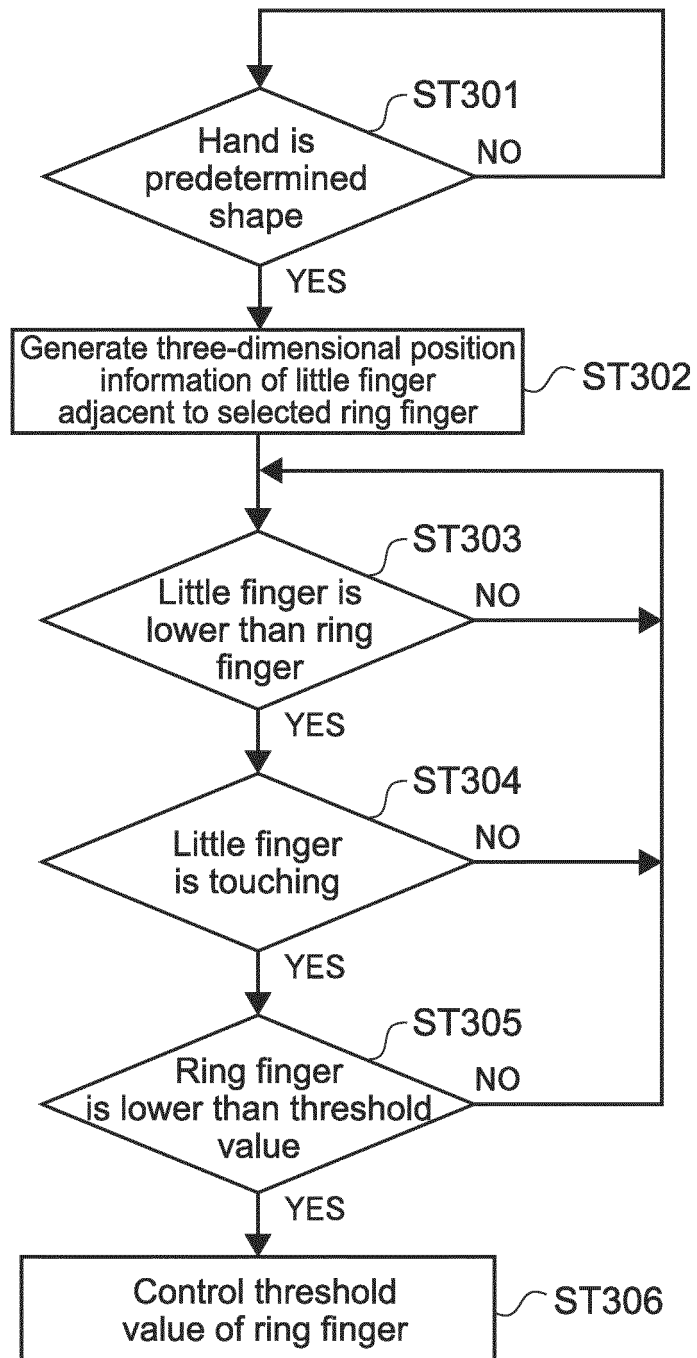 ST301
Hand is
predetermined
shape
NO
YES
Generate three-dimensional position
information of little finger
adjacent to selected ring finger
ST302
ST303
Little finger is
lower than ring
finger
NO
YES
ST304
Little finger
is touching
NO
YES
ST305
Ring finger
is lower than threshold
value
NO
YES
Control threshold
value of ring finger
ST306